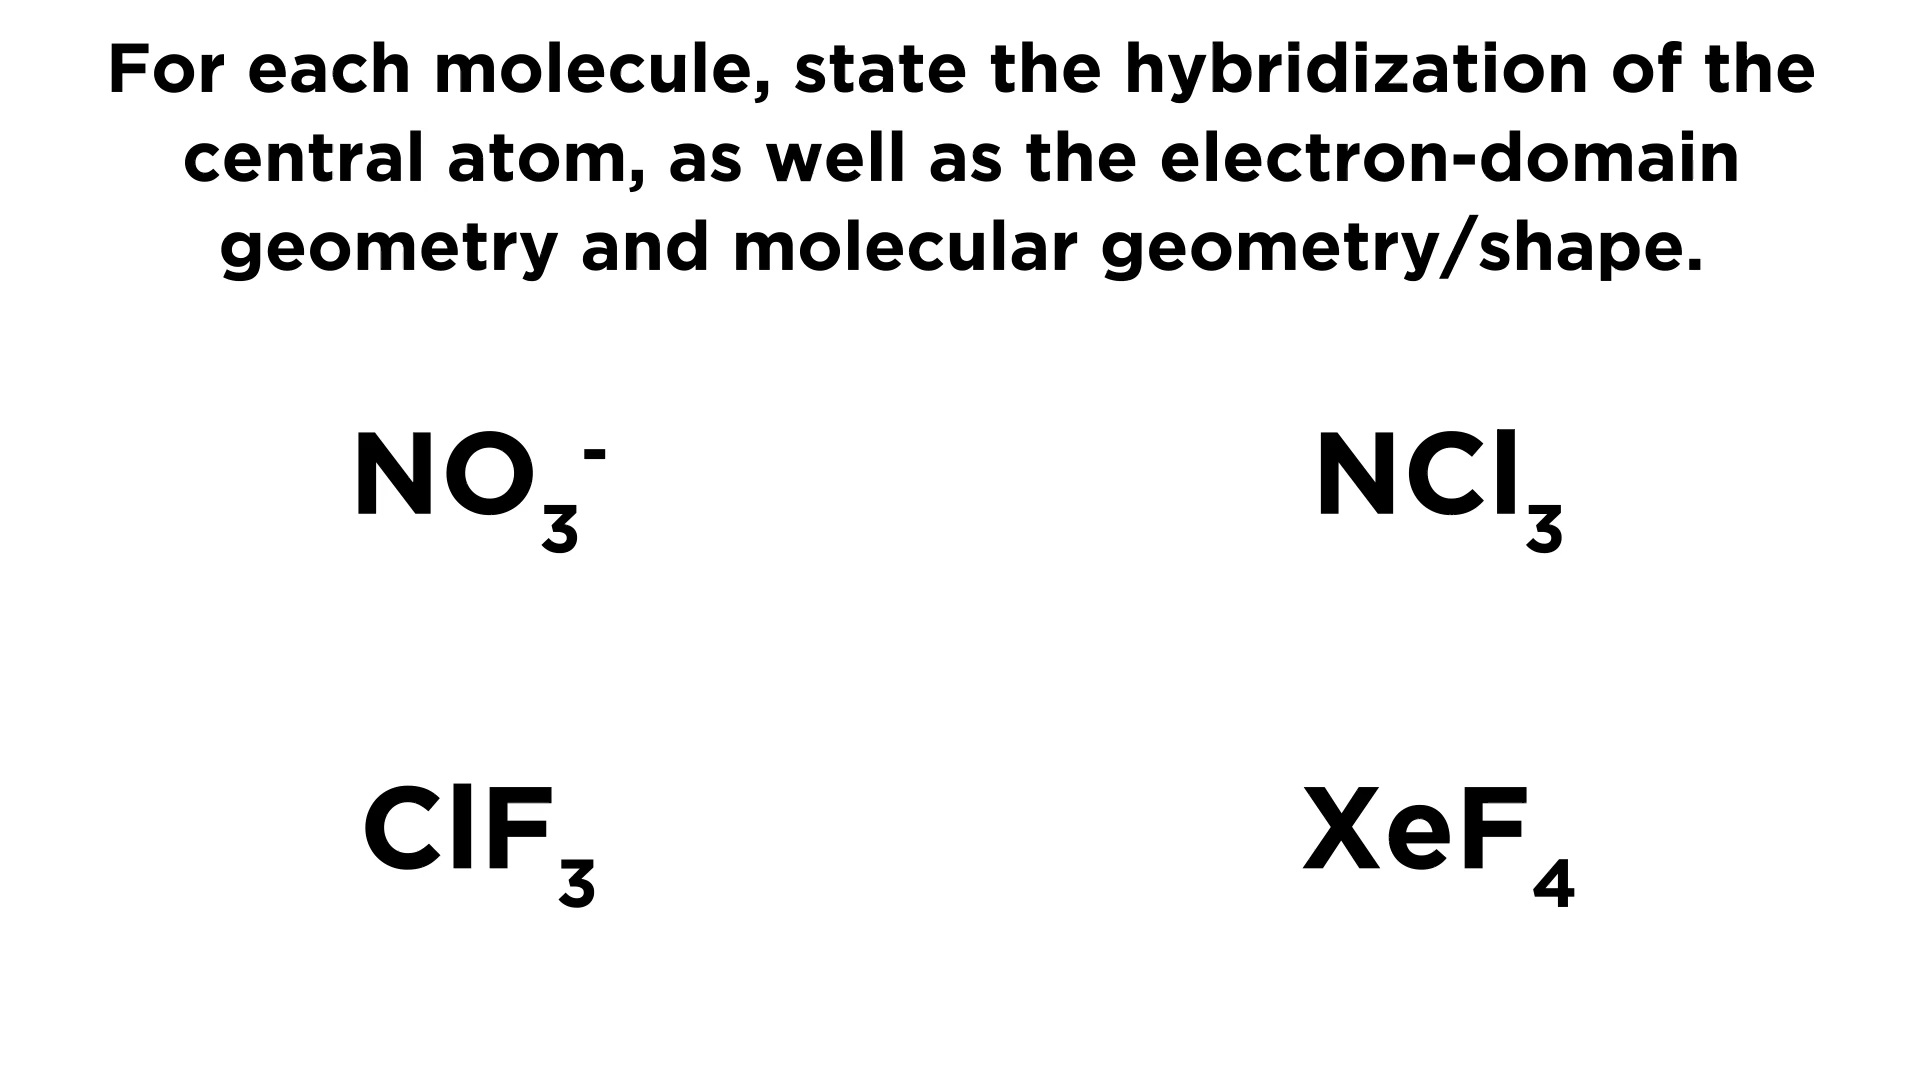 For each molecule, state the hybridization of the
central atom, as well as the electron-domain
geometry and molecular geometry/shape.
NO₃⁻
NCl₃
ClF₃
XeF₄